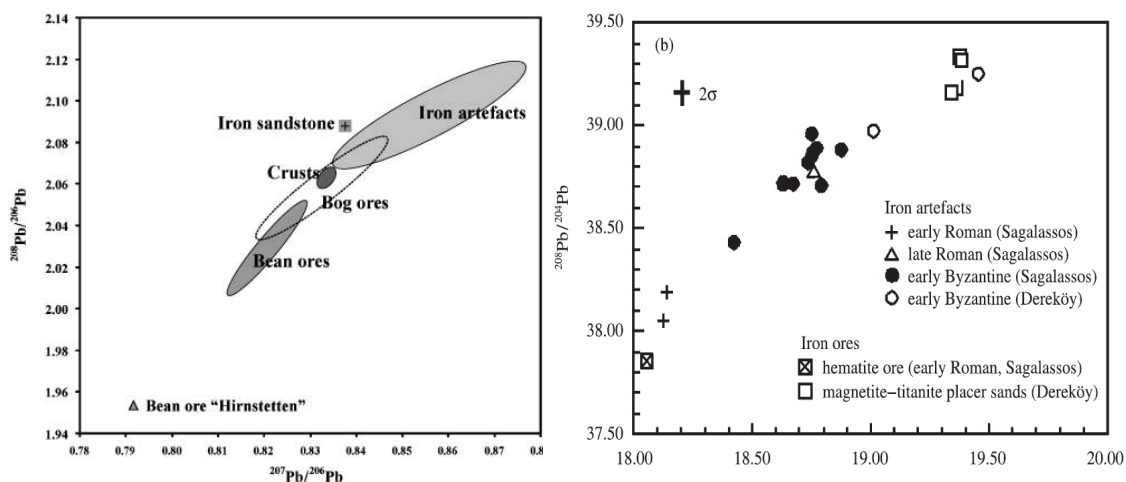 2.14
2.12
2.10
2.08
2.06
2.04
2.02
2.00
1.98
1.96
1.94
²⁰⁸Pb/²⁰⁶Pb
Iron sandstone
Iron artefacts
Crusts
Bog ores
Bean ores
Bean ore "Hirnstetten"
0.78
0.79
0.80
0.81
0.82
0.83
0.84
0.85
0.86
0.87
0.8
²⁰⁷Pb/²⁰⁶Pb
39.50
39.00
38.50
38.00
37.50
²⁰⁸Pb/²⁰⁴Pb
(b)
2σ
Iron artefacts
early Roman (Sagalassos)
late Roman (Sagalassos)
early Byzantine (Sagalassos)
early Byzantine (Dereköy)
Iron ores
hematite ore (early Roman, Sagalassos)
magnetite–titanite placer sands (Dereköy)
18.00
18.50
19.00
19.50
20.00